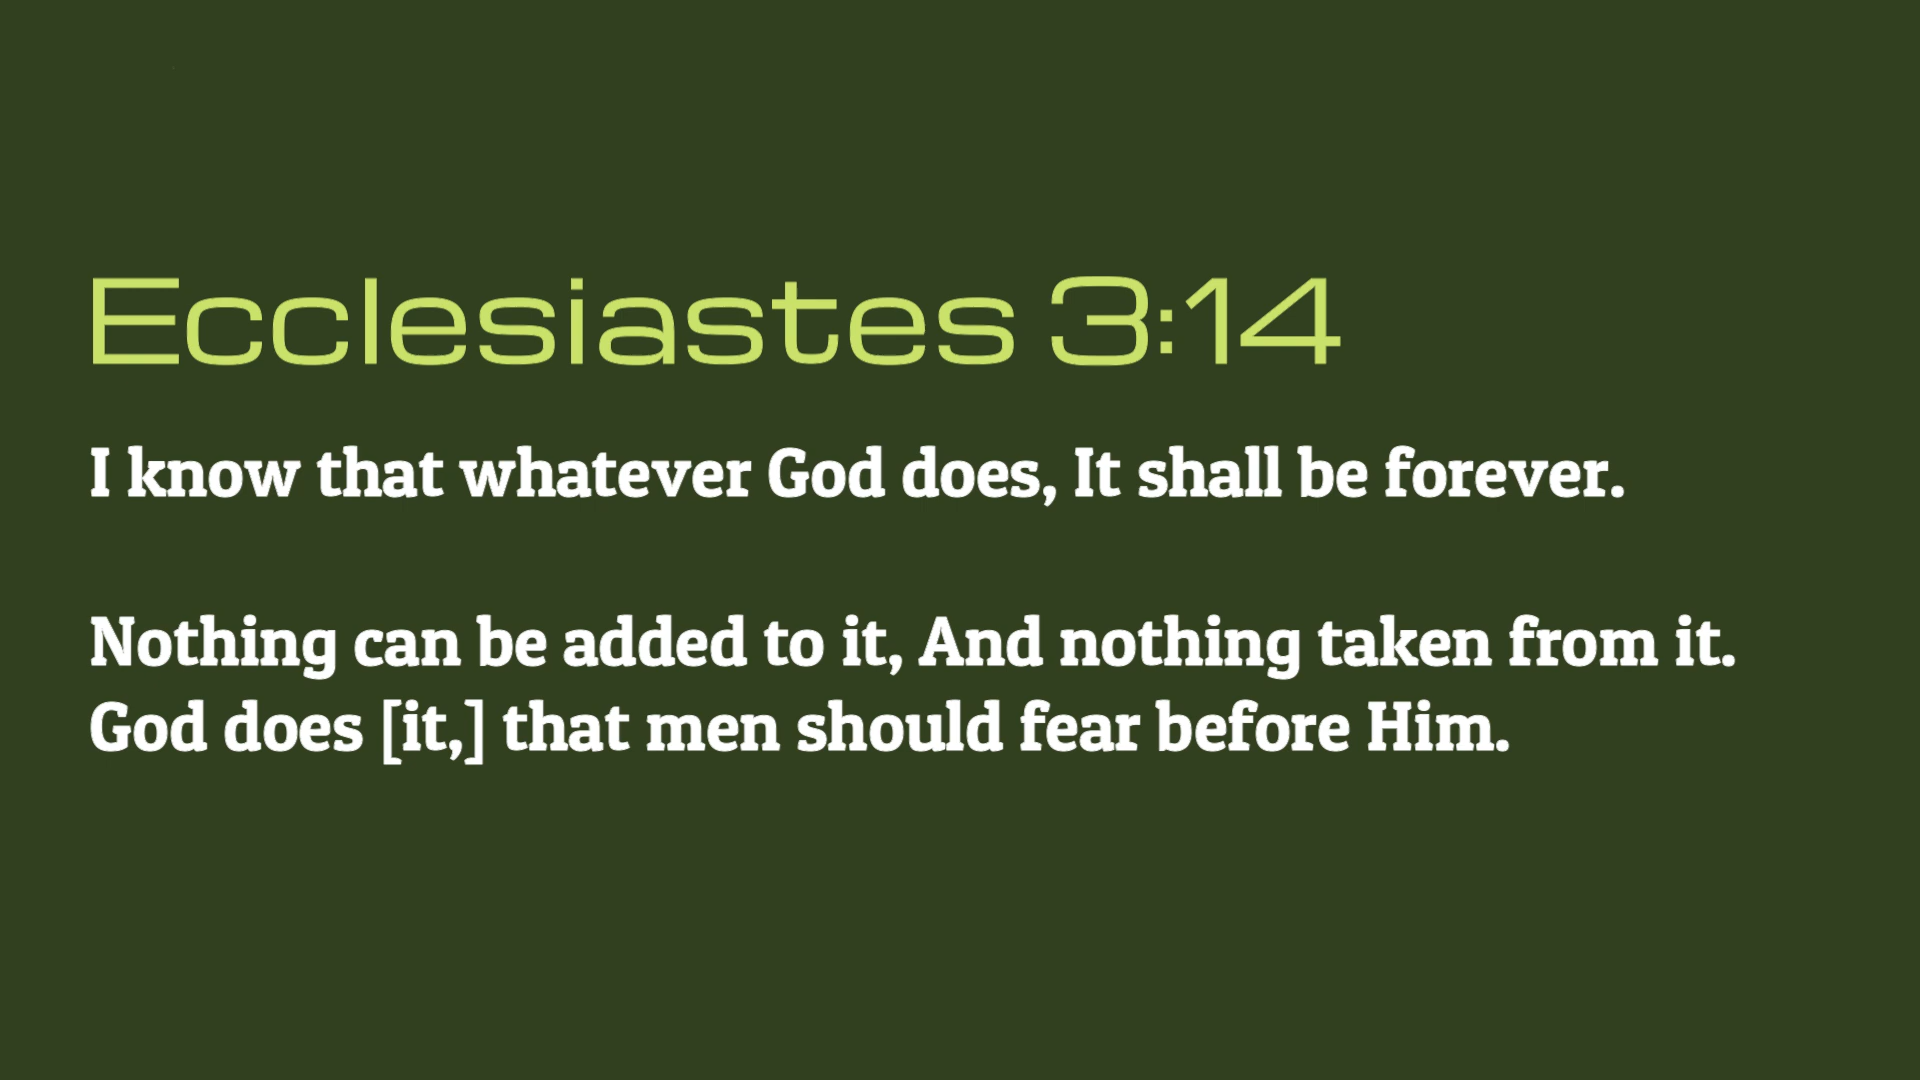 Ecclesiastes 3:14
I know that whatever God does, It shall be forever.
Nothing can be added to it, And nothing taken from it.
God does [it,] that men should fear before Him.